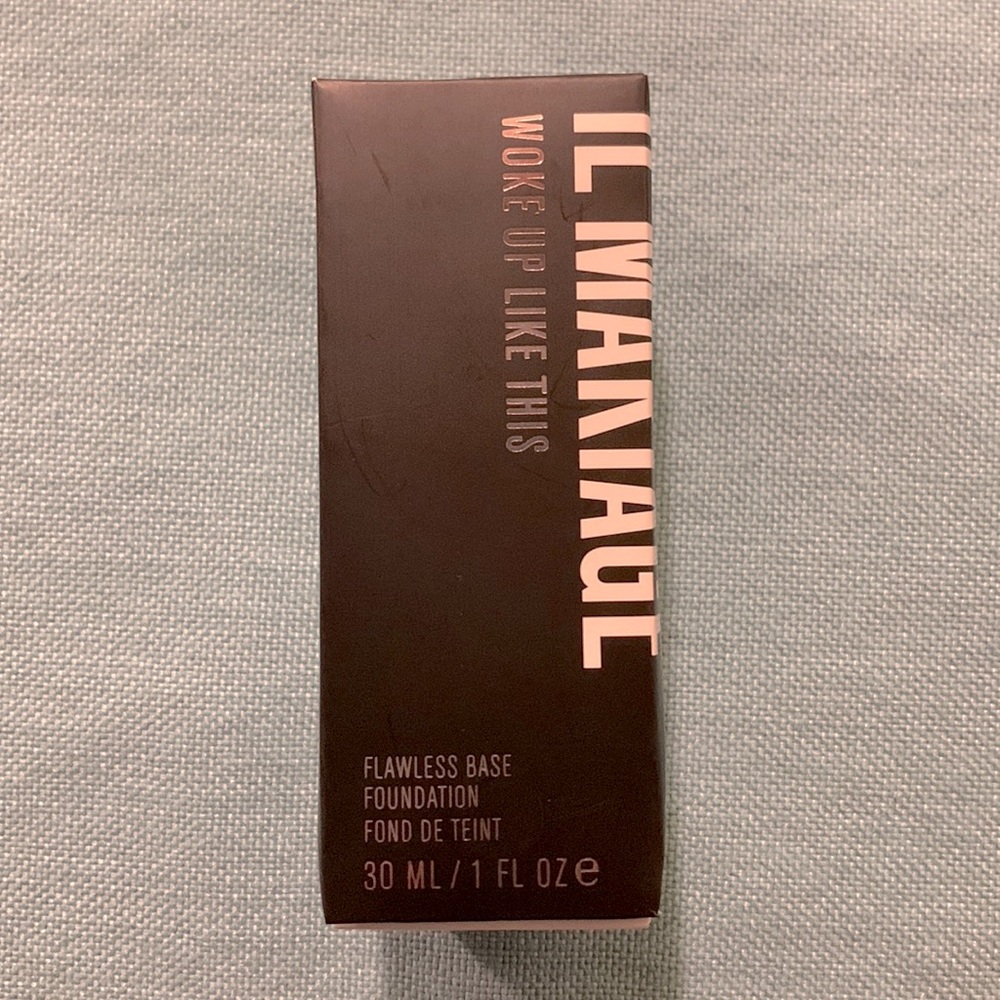 IL MAKIAGE
WOKE UP LIKE THIS
FLAWLESS BASE
FOUNDATION
FOND DE TEINT
30 ML / 1 FL OZ e